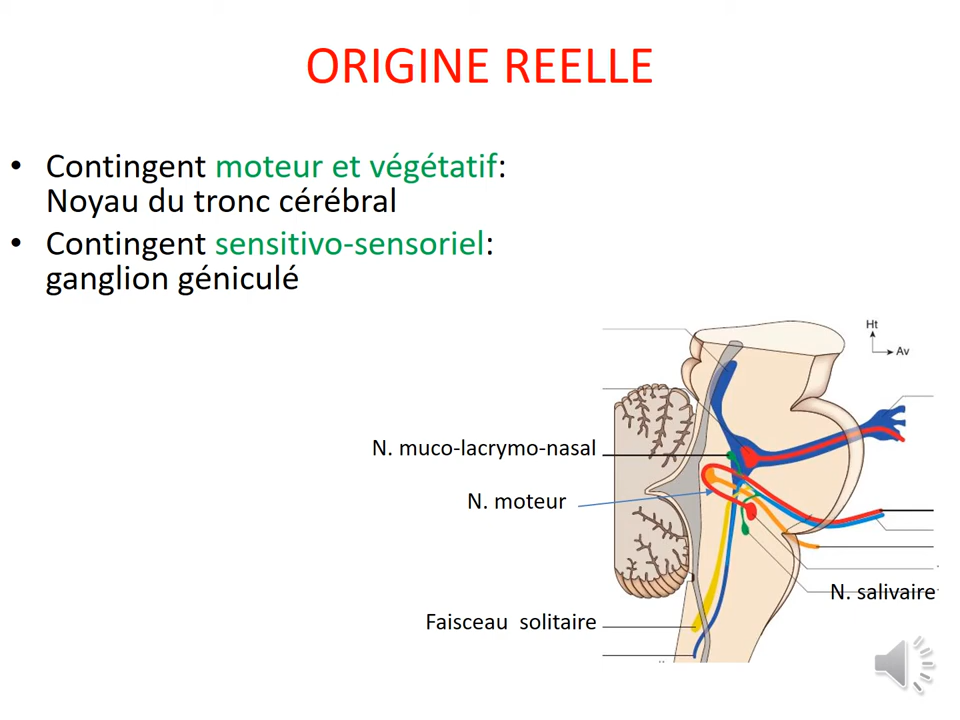 ORIGINE REELLE
• Contingent moteur et végétatif:
Noyau du tronc cérébral
• Contingent sensitivo-sensoriel:
ganglion géniculé
Ht
Av
N. muco-lacrymo-nasal
N. moteur
N. salivaire
Faisceau solitaire